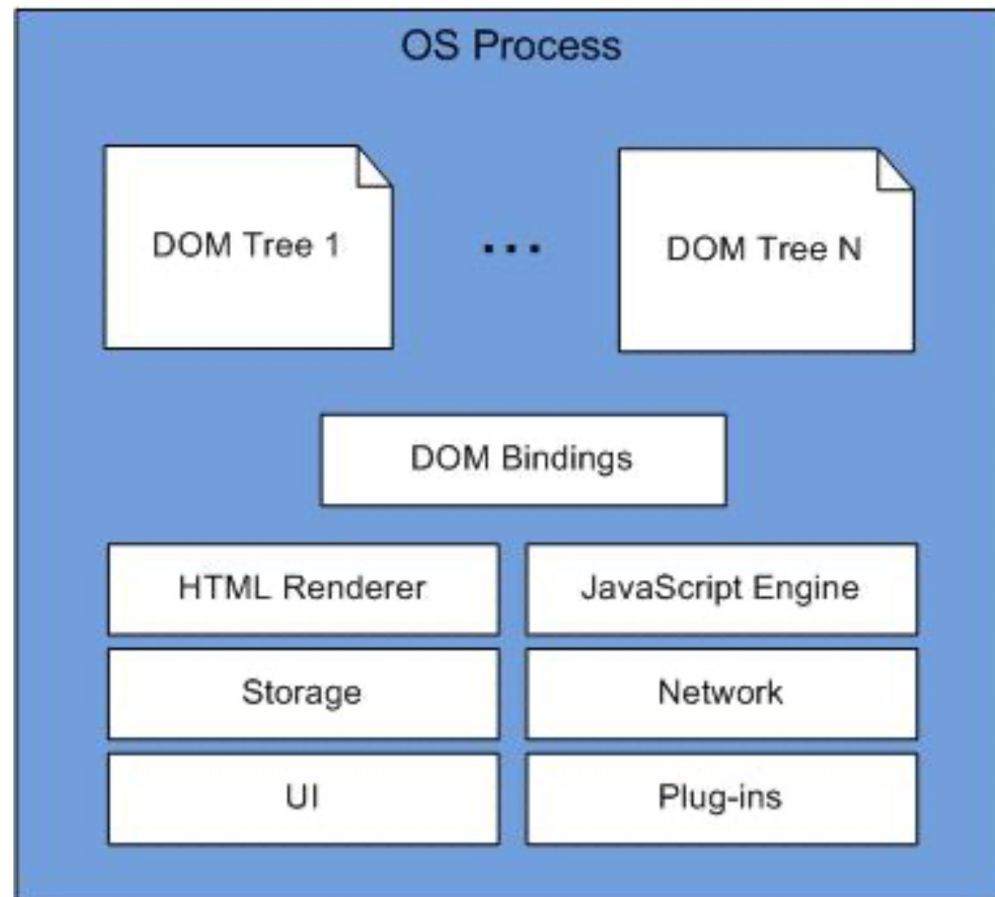 OS Process
DOM Tree 1
...
DOM Tree N
DOM Bindings
HTML Renderer
JavaScript Engine
Storage
Network
UI
Plug-ins